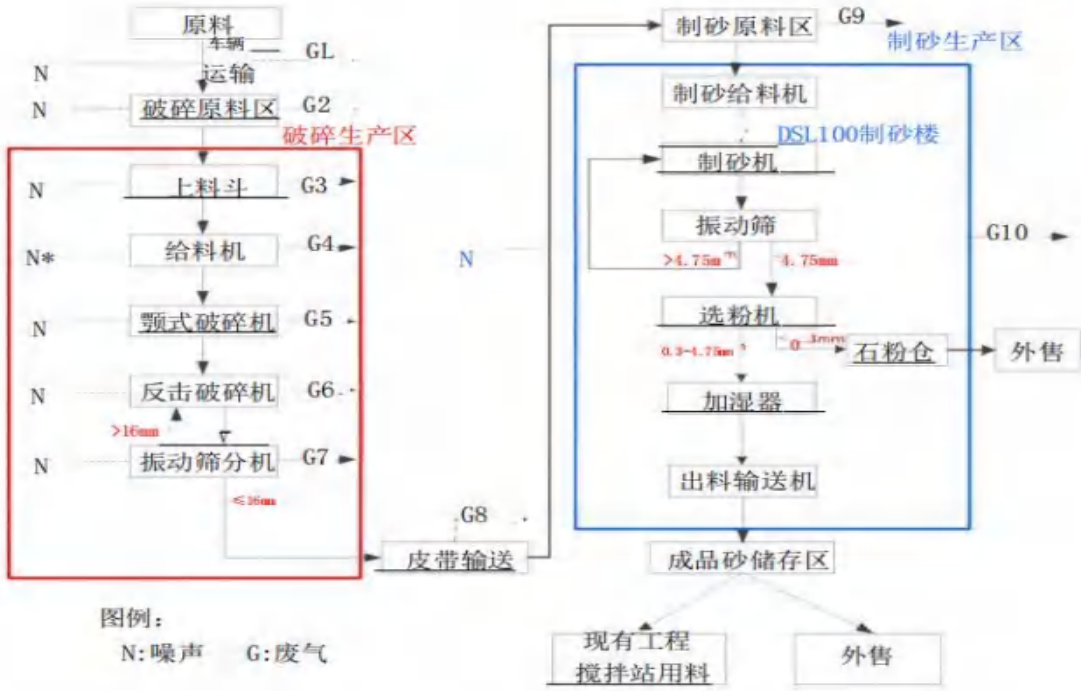 原料
车辆
GL
N
运输
N
破碎原料区
G2
破碎生产区
N
上料斗
G3
N*
给料机
G4
N
颚式破碎机
G5
N
反击破碎机
G6
>16mm
N
振动筛分机
G7
≤16mm
G8
皮带输送
图例:
N:噪声 G:废气
制砂原料区
G9
制砂生产区
制砂给料机
DSL100制砂楼
制砂机
振动筛
N
>4.75m
4.75mm
G10
选粉机
0.3-4.75mm
石粉仓
外售
加湿器
出料输送机
成品砂储存区
现有工程
搅拌站用料
外售